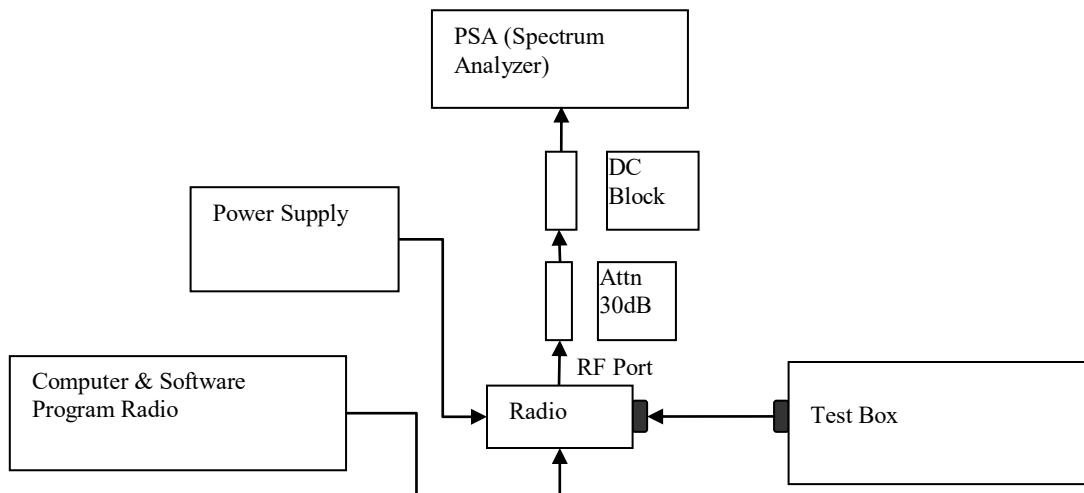 PSA (Spectrum
Analyzer)
DC
Block
Power Supply
Attn
30dB
RF Port
Computer & Software
Program Radio
Radio
Test Box